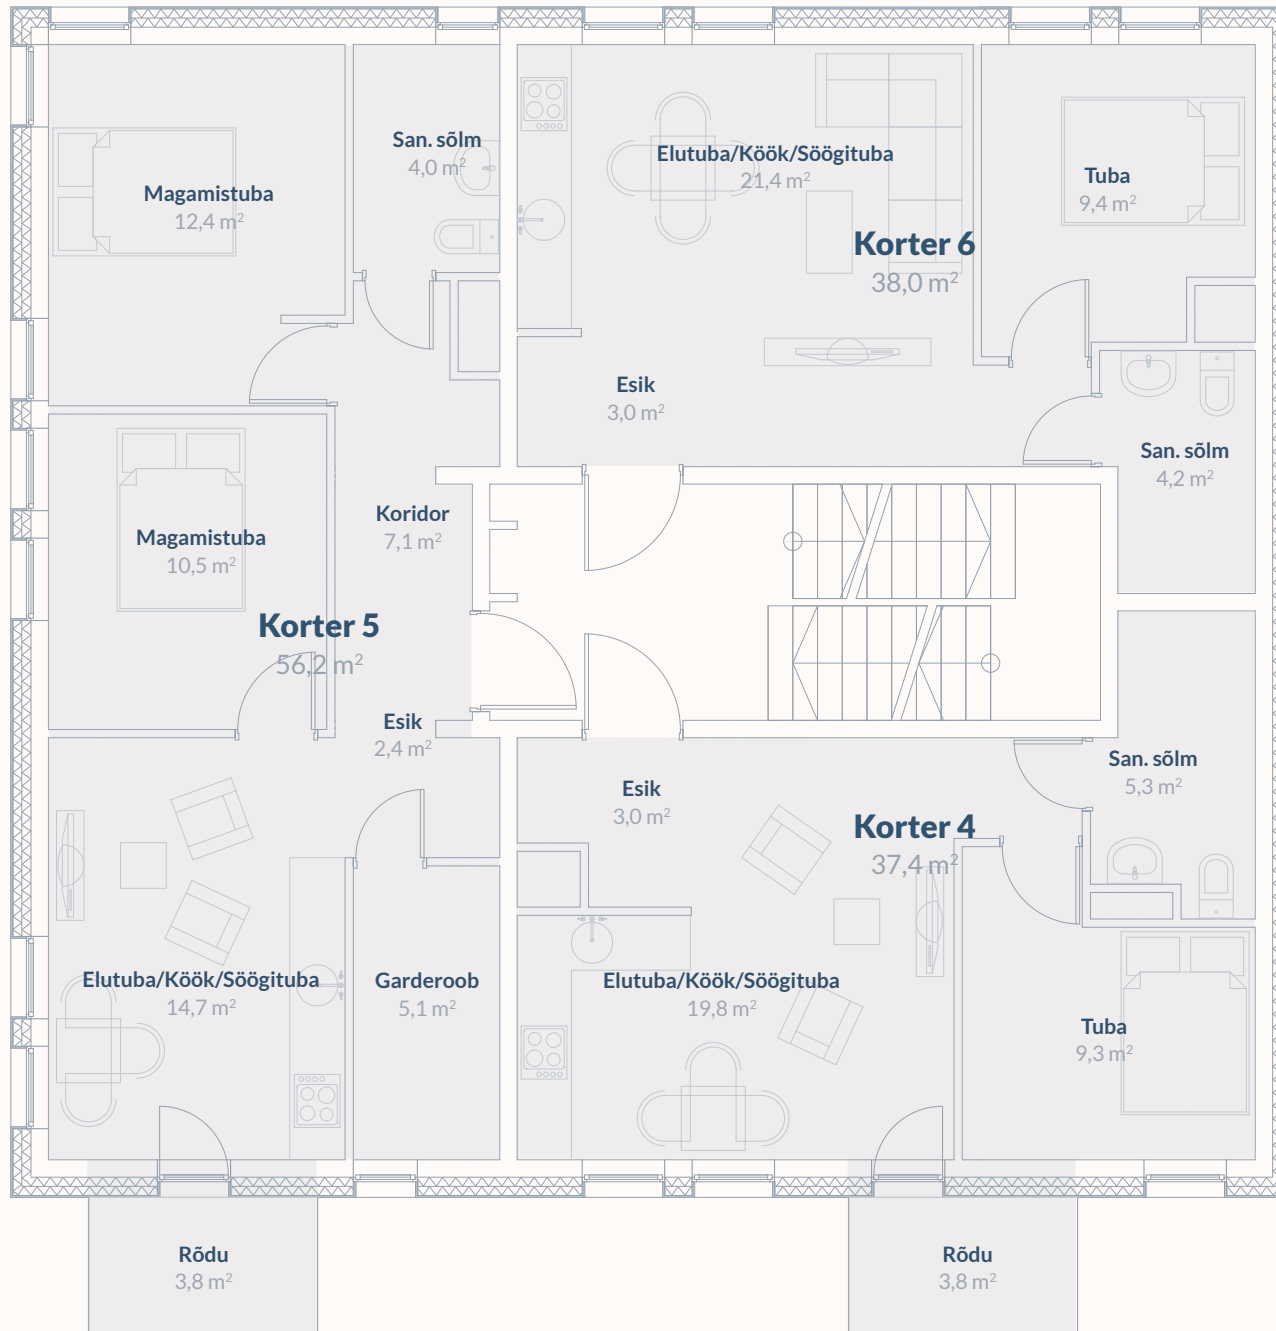 San. sõlm
4,0 m²
Elutuba/Köök/Söögituba
21,4 m²
Magamistuba
12,4 m²
Tuba
9,4 m²
Korter 6
38,0 m²
Esik
3,0 m²
San. sõlm
4,2 m²
Koridor
7,1 m²
Magamistuba
10,5 m²
Korter 5
56,2 m²
Esik
2,4 m²
San. sõlm
5,3 m²
Esik
3,0 m²
Korter 4
37,4 m²
Elutuba/Köök/Söögituba
14,7 m²
Garderoob
5,1 m²
Elutuba/Köök/Söögituba
19,8 m²
Tuba
9,3 m²
Rõdu
3,8 m²
Rõdu
3,8 m²